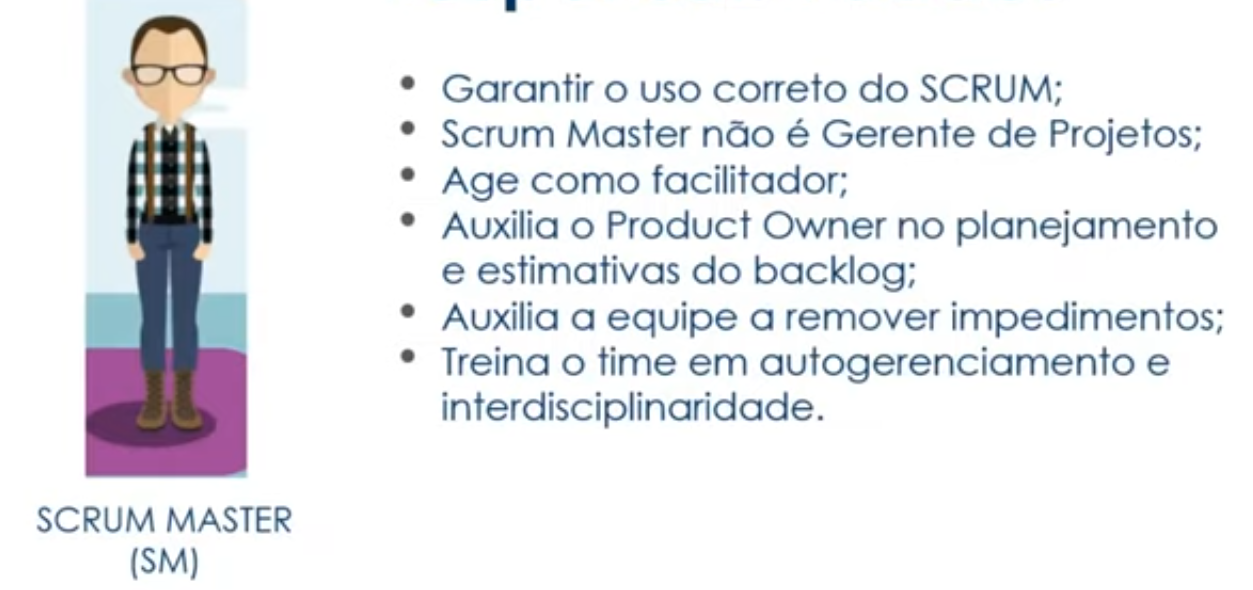 • Garantir o uso correto do SCRUM;
• Scrum Master não é Gerente de Projetos;
• Age como facilitador;
• Auxilia o Product Owner no planejamento
e estimativas do backlog;
• Auxilia a equipe a remover impedimentos;
• Treina o time em autogerenciamento e
interdisciplinaridade.
SCRUM MASTER
(SM)